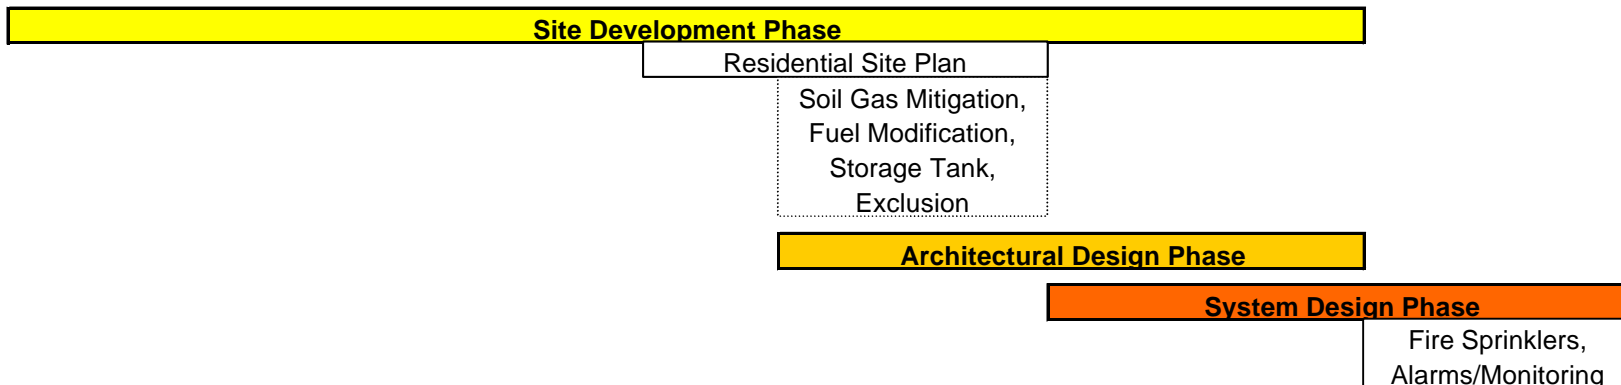 Site Development Phase
Residential Site Plan
Soil Gas Mitigation,
Fuel Modification,
Storage Tank,
Exclusion
Architectural Design Phase
System Design Phase
Fire Sprinklers,
Alarms/Monitoring